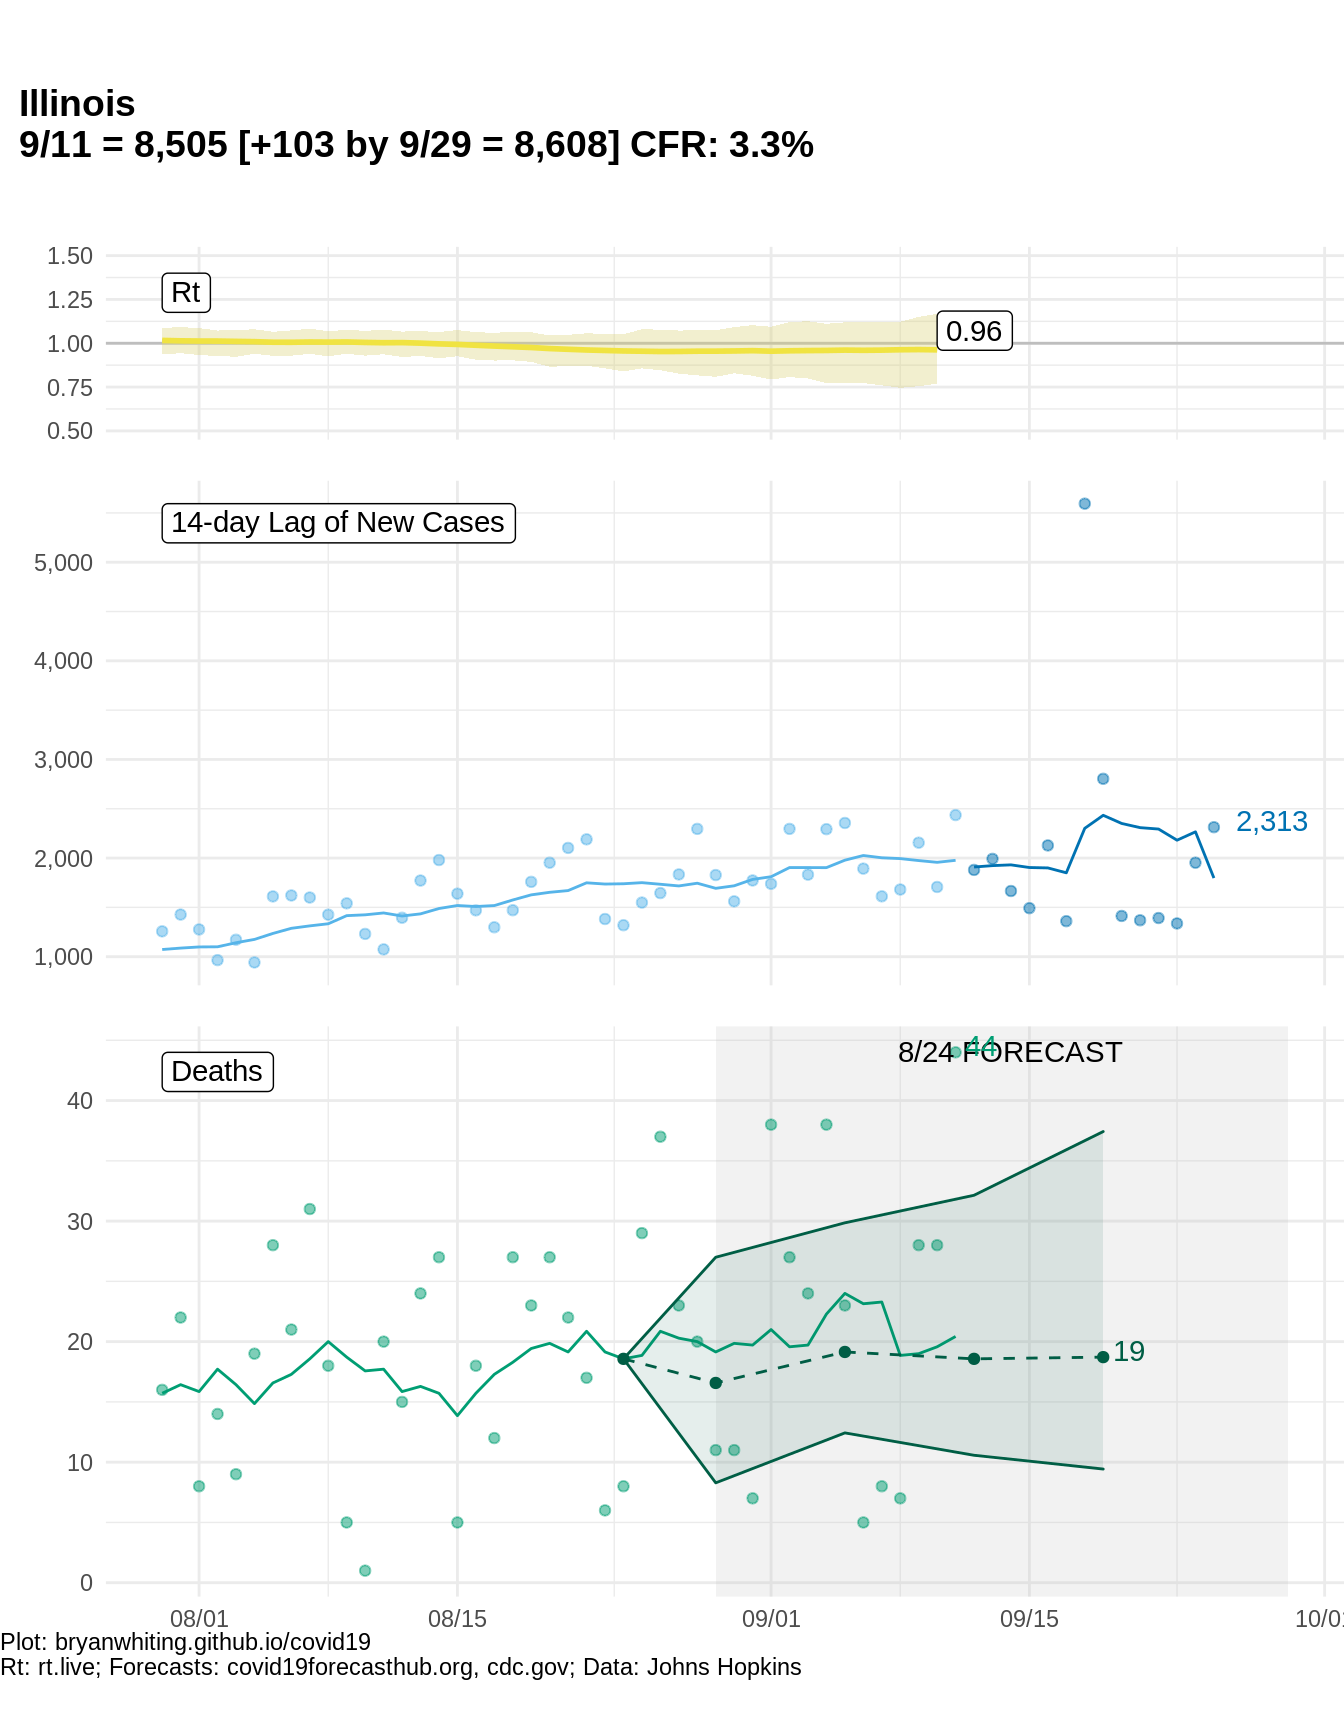 Illinois
9/11 = 8,505 [+103 by 9/29 = 8,608] CFR: 3.3%
1.50
Rt
1.25
0.96
1.00
0.75
0.50
14-day Lag of New Cases
5,000
4,000
3,000
2,313
2,000
1,000
44
8/24 FORECAST
Deaths
40
30
20
19
10
0
08/01 08/15 09/01 09/15
Plot: bryanwhiting.github.io/covid19
Rt: rt.live; Forecasts: covid19forecasthub.org, cdc.gov; Data: Johns Hopkins